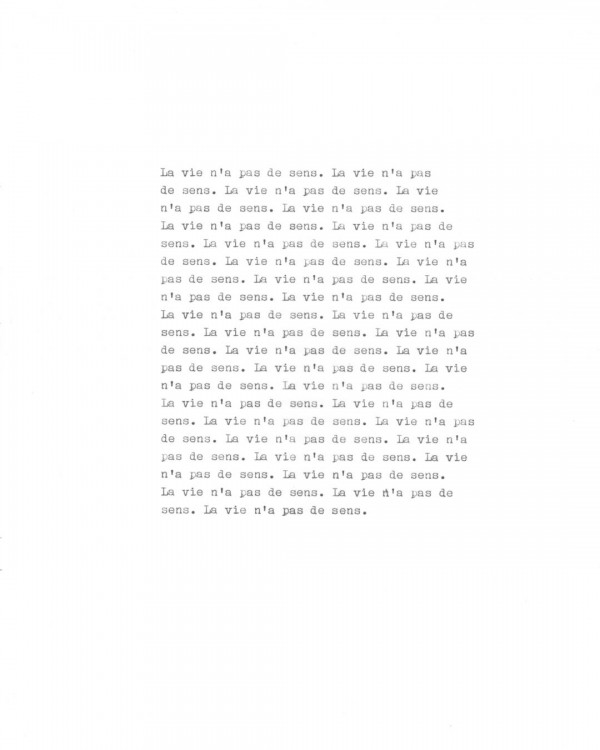 La vie n'a pas de sens. La vie n'a pas
de sens. La vie n'a pas de sens. La vie
n'a pas de sens. La vie n'a pas de sens.
La vie n'a pas de sens. La vie n'a pas de
sens. La vie n'a pas de sens. La vie n'a pas
de sens. La vie n'a pas de sens. La vie n'a
pas de sens. La vie n'a pas de sens. La vie
n'a pas de sens. La vie n'a pas de sens.
La vie n'a pas de sens. La vie n'a pas de
sens. La vie n'a pas de sens. La vie n'a pas
de sens. La vie n'a pas de sens. La vie n'a
pas de sens. La vie n'a pas de sens. La vie
n'a pas de sens. La vie n'a pas de sens.
La vie n'a pas de sens. La vie n'a pas de
sens. La vie n'a pas de sens. La vie n'a pas
de sens. La vie n'a pas de sens. La vie n'a
pas de sens. La vie n'a pas de sens. La vie
n'a pas de sens. La vie n'a pas de sens.
La vie n'a pas de sens. La vie n'a pas de
sens. La vie n'a pas de sens.